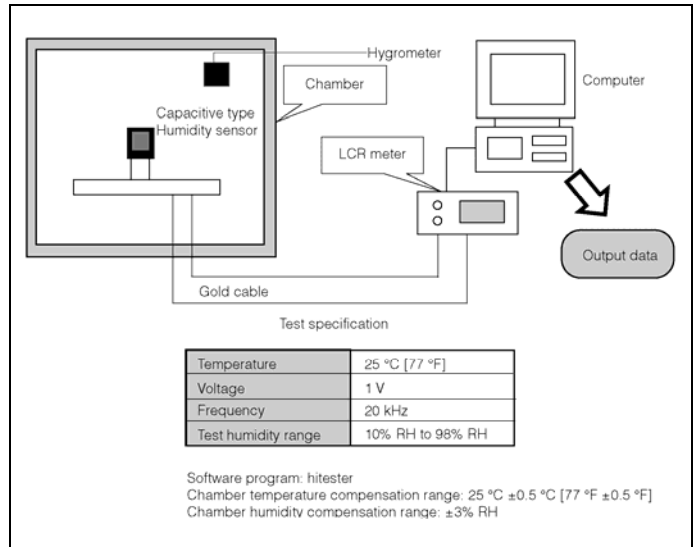 Hygrometer
Computer
Chamber
Capacitive type
Humidity sensor
LCR meter
Output data
Gold cable
Test specification
Temperature 25 °C [77 °F]
Voltage 1 V
Frequency 20 kHz
Test humidity range 10% RH to 98% RH
Software program: hitester
Chamber temperature compensation range: 25 °C ±0.5 °C [77 °F ±0.5 °F]
Chamber humidity compensation range: ±3% RH